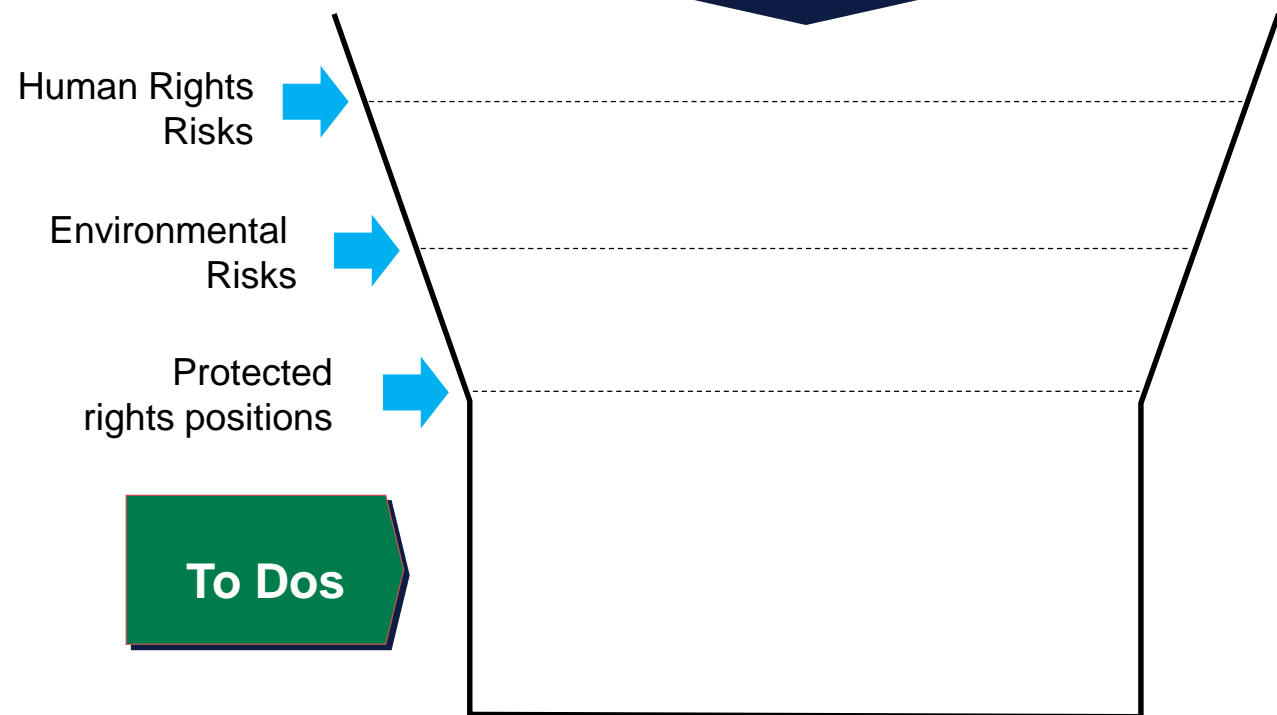 Human Rights
Risks
Environmental
Risks
Protected
rights positions
To Dos